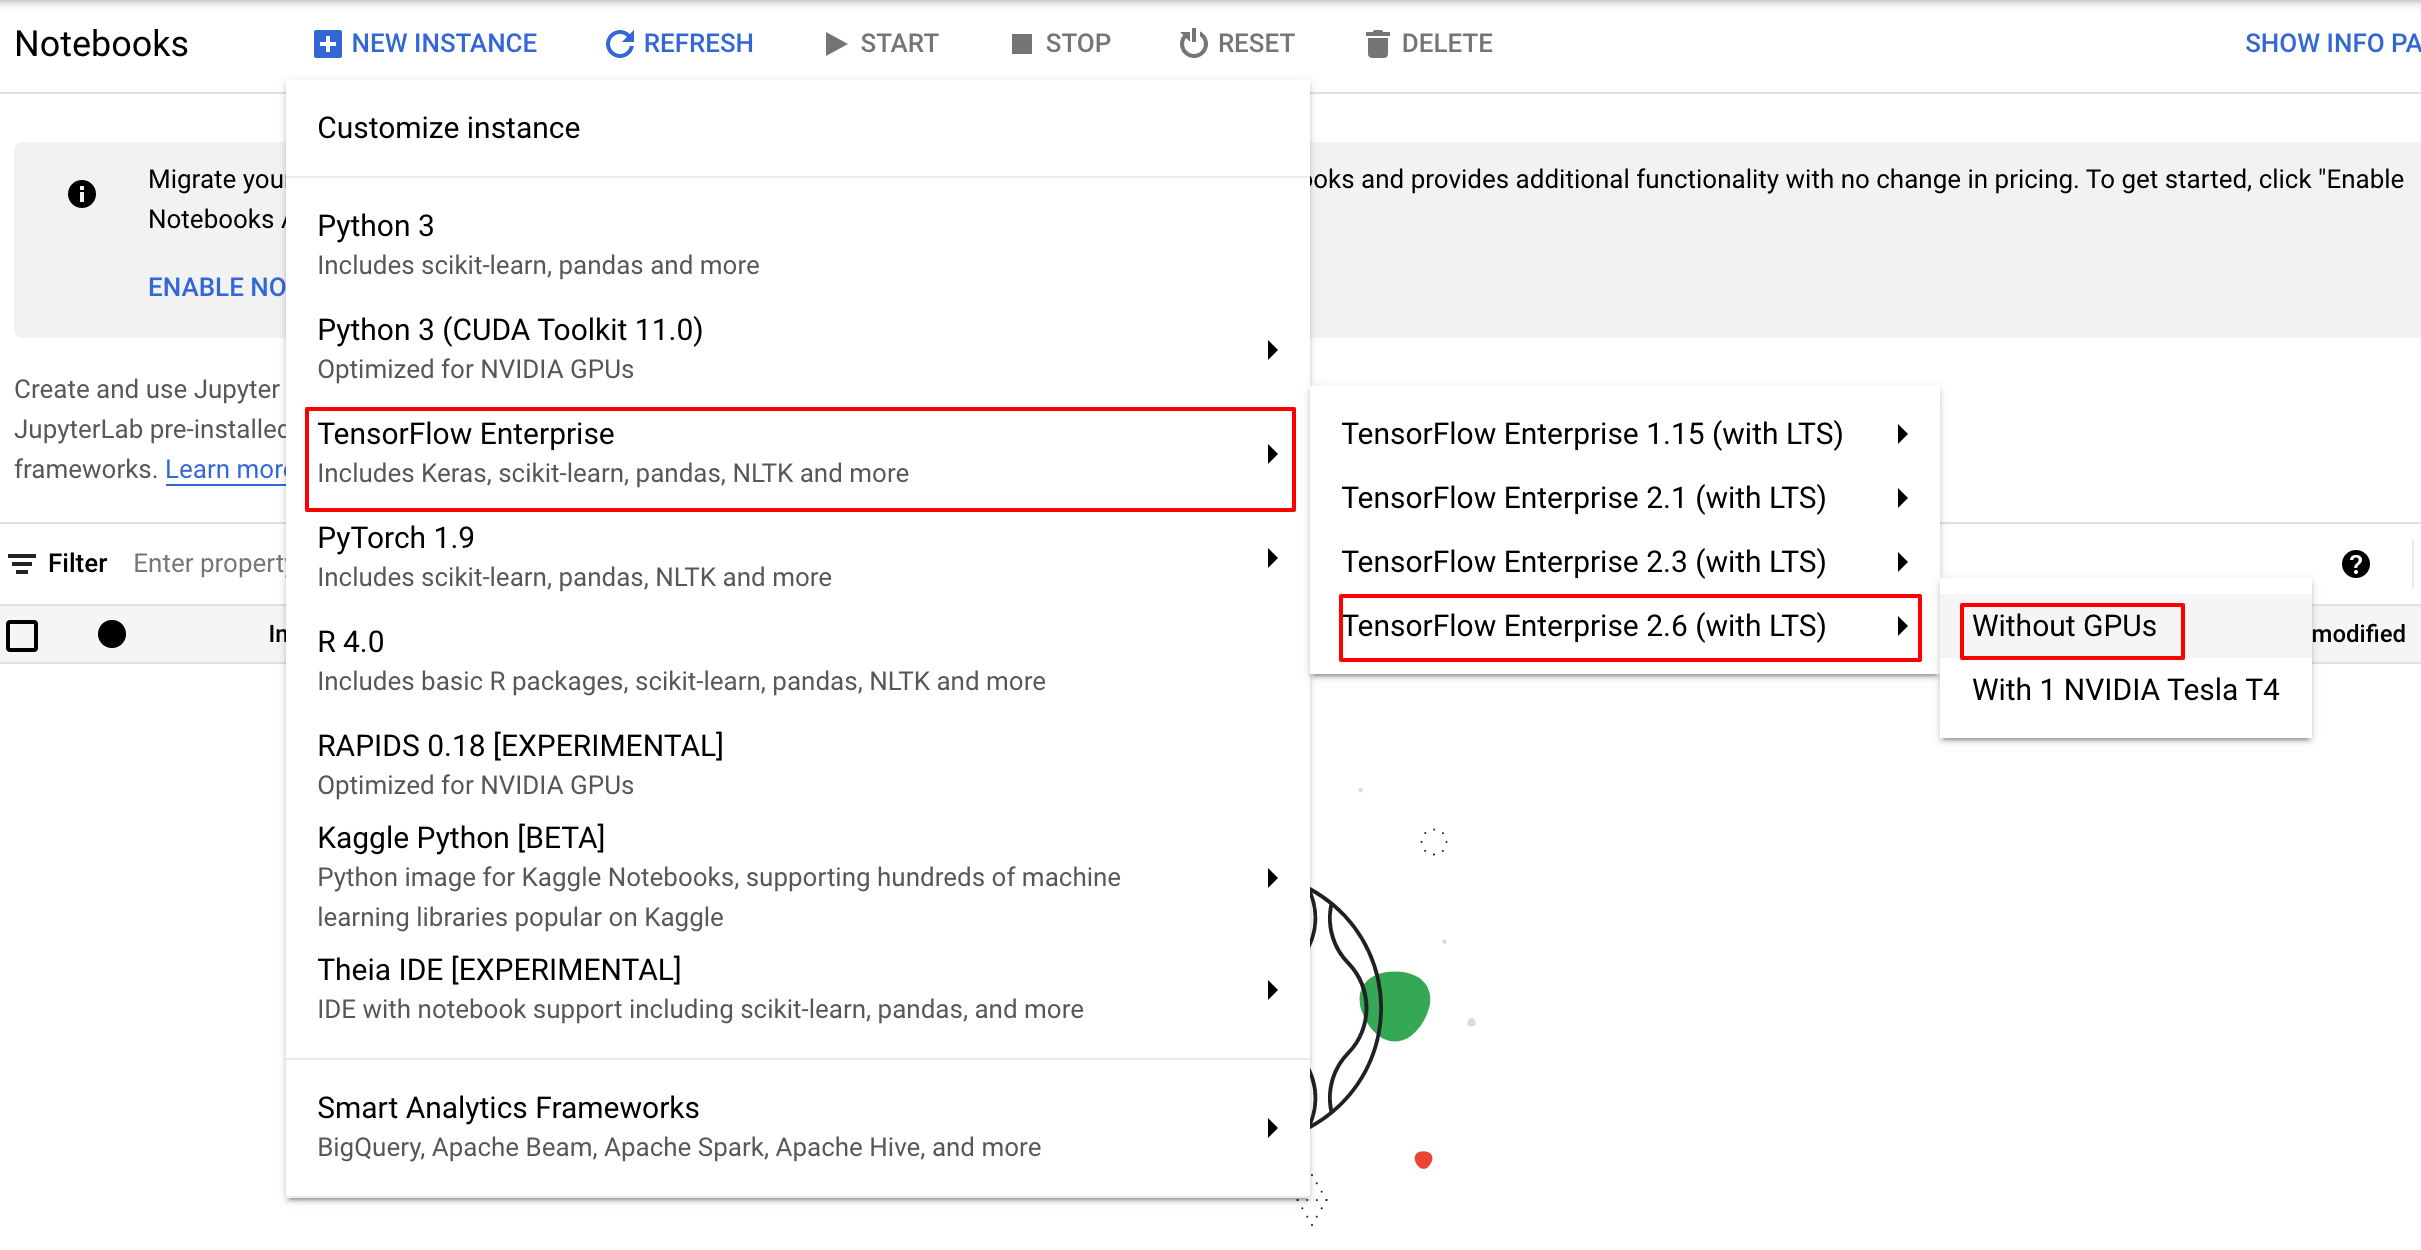 Notebooks
NEW INSTANCE
REFRESH
START
STOP
RESET
DELETE
SHOW INFO PA
Customize instance
Migrate you
ooks and provides additional functionality with no change in pricing. To get started, click "Enable
Notebooks A
ENABLE NO
Python 3
Includes scikit-learn, pandas and more
Python 3 (CUDA Toolkit 11.0)
Optimized for NVIDIA GPUs
Create and use Jupyter
JupyterLab pre-installed
frameworks. Learn more
TensorFlow Enterprise
Includes Keras, scikit-learn, pandas, NLTK and more
TensorFlow Enterprise 1.15 (with LTS)
TensorFlow Enterprise 2.1 (with LTS)
TensorFlow Enterprise 2.3 (with LTS)
TensorFlow Enterprise 2.6 (with LTS)
Without GPUs
With 1 NVIDIA Tesla T4
Filter Enter property
In
modified
PyTorch 1.9
Includes scikit-learn, pandas, NLTK and more
R 4.0
Includes basic R packages, scikit-learn, pandas, NLTK and more
RAPIDS 0.18 [EXPERIMENTAL]
Optimized for NVIDIA GPUs
Kaggle Python [BETA]
Python image for Kaggle Notebooks, supporting hundreds of machine
learning libraries popular on Kaggle
Theia IDE [EXPERIMENTAL]
IDE with notebook support including scikit-learn, pandas, and more
Smart Analytics Frameworks
BigQuery, Apache Beam, Apache Spark, Apache Hive, and more